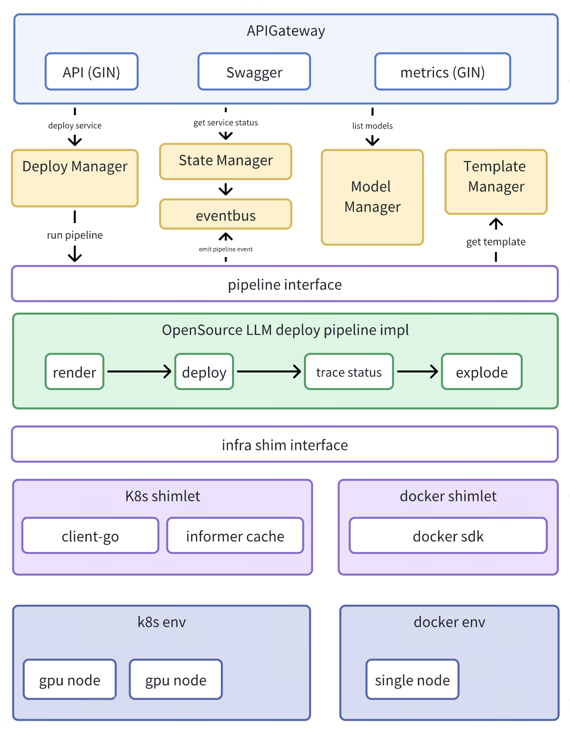 APIGateway
API (GIN)
Swagger
metrics (GIN)
deploy service
get service status
list models
Deploy Manager
State Manager
Model
Manager
Template
Manager
eventbus
run pipeline
emit pipeline event
get template
pipeline interface
OpenSource LLM deploy pipeline impl
render
deploy
trace status
explode
infra shim interface
K8s shimlet
client-go
informer cache
docker shimlet
docker sdk
k8s env
gpu node
gpu node
docker env
single node